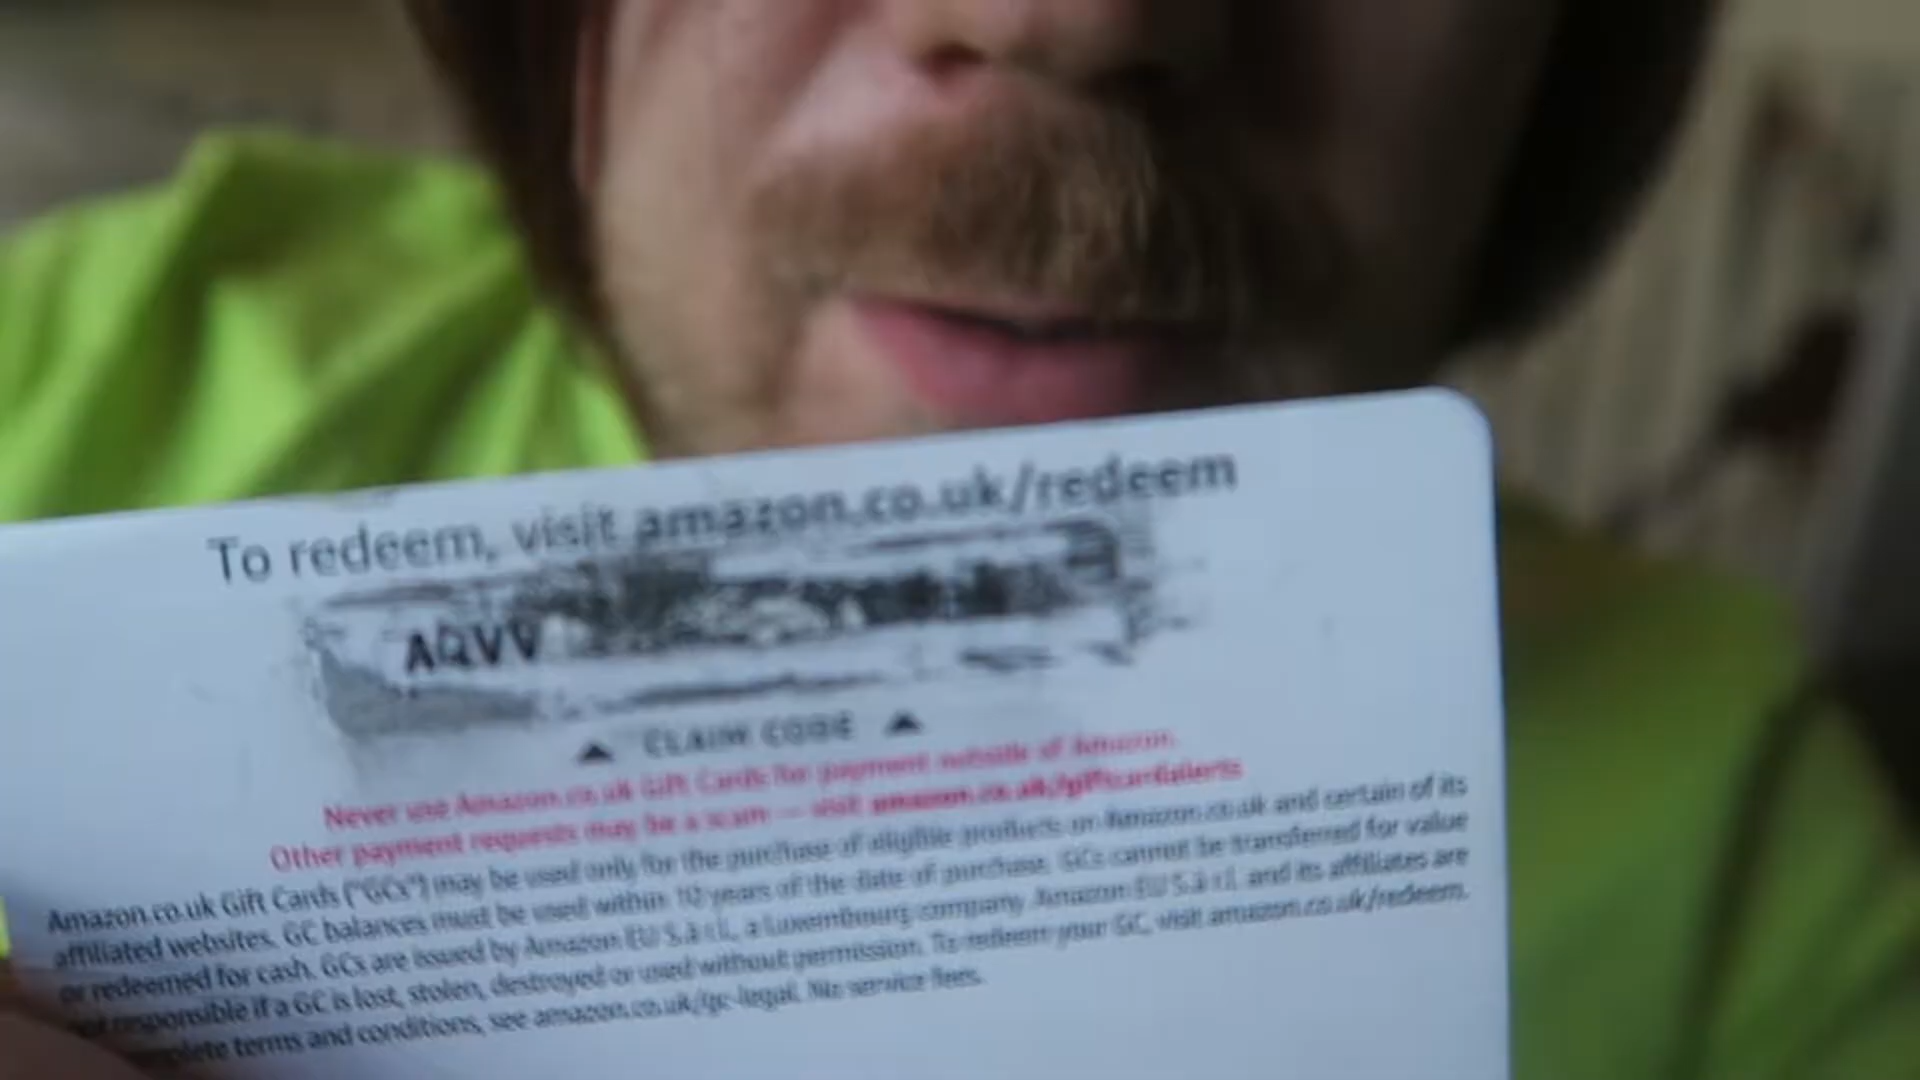 To redeem, visit amazon.co.uk/redeem
AQVV
CLAIM CODE
Never use Amazon.co.uk Gift Cards for payment outside of Amazon.
Other payment requests may be a scam — visit amazon.co.uk/giftcardalerts
Amazon.co.uk Gift Cards ("GCs") may be used only for the purchase of eligible products on Amazon.co.uk and certain of its
affiliated websites. GC balances must be used within 10 years of the date of purchase. GCs cannot be transferred for value
or redeemed for cash. GCs are issued by Amazon EU S.à r.l., a Luxembourg company. Amazon EU S.à r.l. and its affiliates are
responsible if a GC is lost, stolen, destroyed or used without permission. To redeem your GC, visit amazon.co.uk/redeem.
terms and conditions, see amazon.co.uk/gc-legal. No service fees.